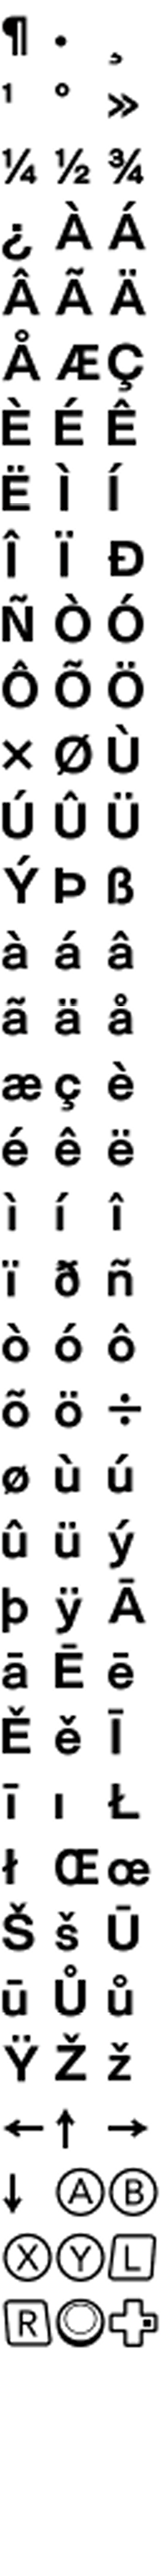 ¶ · ¸
¹ º »
¼ ½ ¾
¿ À Á
Â Ã Ä
Å Æ Ç
È É Ê
Ë Ì Í
Î Ï Ð
Ñ Ò Ó
Ô Õ Ö
× Ø Ù
Ú Û Ü
Ý Þ ß
à á â
ã ä å
æ ç è
é ê ë
ì í î
ï ð ñ
ò ó ô
õ ö ÷
ø ù ú
û ü ý
þ ÿ Ā
ā Ē ē
Ě ě Ī
ī ı Ł
ł Œ œ
Š š Ū
ū Ů ů
Ÿ Ž ž
← ↑ →
↓ A B
X Y L
R